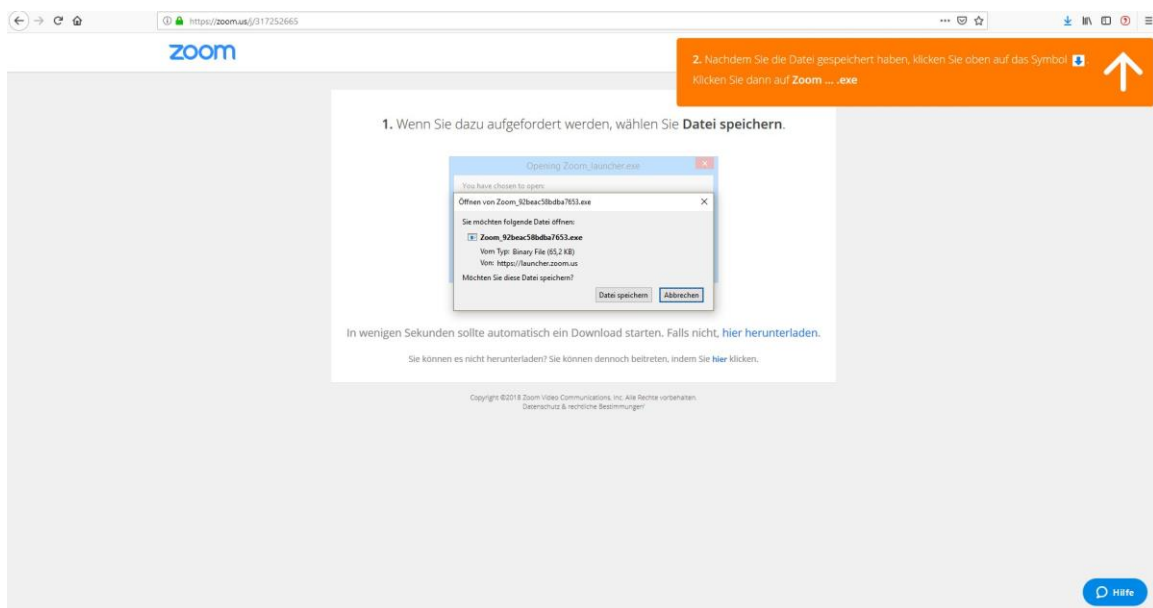 https://zoom.us/j/317252665
zoom
2. Nachdem Sie die Datei gespeichert haben, klicken Sie oben auf das Symbol .
Klicken Sie dann auf Zoom ... .exe
1. Wenn Sie dazu aufgefordert werden, wählen Sie Datei speichern.
Opening Zoom_launcher.exe
You have chosen to open:
Öffnen von Zoom_92beac58bdba7653.exe
Sie möchten folgende Datei öffnen:
Zoom_92beac58bdba7653.exe
Vom Typ: Binary File (65,2 KB)
Von: https://launcher.zoom.us
Möchten Sie diese Datei speichern?
Datei speichern Abbrechen
In wenigen Sekunden sollte automatisch ein Download starten. Falls nicht, hier herunterladen.
Sie können es nicht herunterladen? Sie können dennoch beitreten, indem Sie hier klicken.
Copyright ©2018 Zoom Video Communications, Inc. Alle Rechte vorbehalten.
Datenschutz & rechtliche Bestimmungen
Hilfe